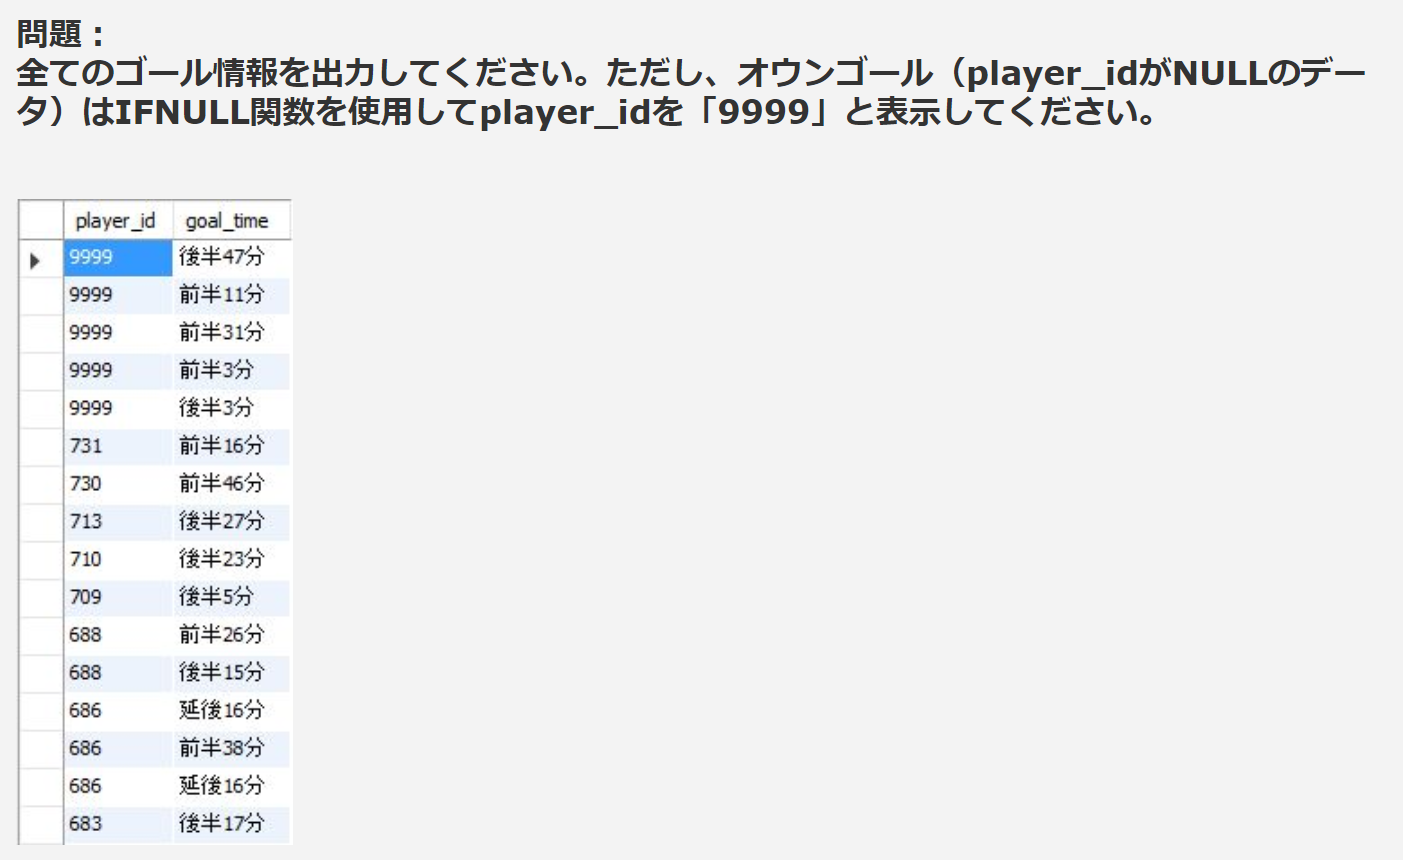 問題：
全てのゴール情報を出力してください。ただし、オウンゴール（player_idがNULLのデー
タ）はIFNULL関数を使用してplayer_idを「9999」と表示してください。
player_id goal_time
9999 後半47分
9999 前半11分
9999 前半31分
9999 前半3分
9999 後半3分
731 前半16分
730 前半46分
713 後半27分
710 後半23分
709 後半5分
688 前半26分
688 後半15分
686 延後16分
686 前半38分
686 延後16分
683 後半17分